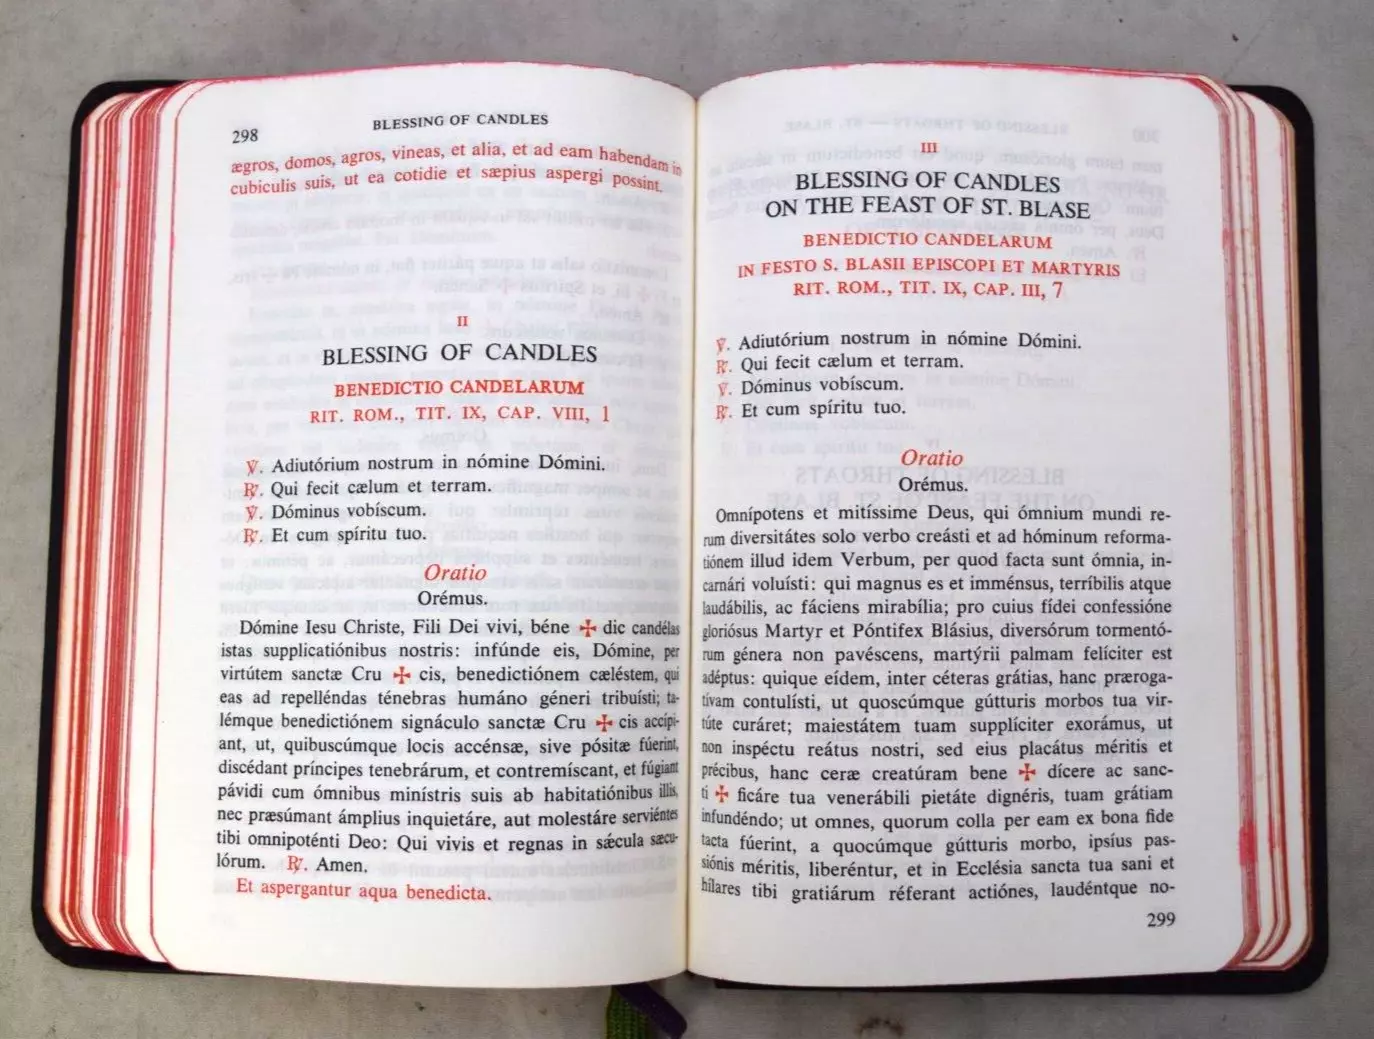 298
BLESSING OF CANDLES
ægros, domos, agros, vineas, et alia, et ad eam habendam in
cubiculis suis, ut ea cotidie et sæpius aspergi possint.
II
BLESSING OF CANDLES
BENEDICTIO CANDELARUM
RIT. ROM., TIT. IX, CAP. VIII, 1
℣. Adiutórium nostrum in nómine Dómini.
℟. Qui fecit cælum et terram.
℣. Dóminus vobíscum.
℟. Et cum spíritu tuo.
Oratio
Orémus.
Dómine Iesu Christe, Fili Dei vivi, béne ✠ dic candélas
istas supplicatiónibus nostris: infúnde eis, Dómine, per
virtútem sanctæ Cru ✠ cis, benedictiónem cæléstem, qui
eas ad repelléndas ténebras humáno géneri tribuísti; ta-
lémque benedictiónem signáculo sanctæ Cru ✠ cis accípi-
ant, ut, quibuscúmque locis accénsæ, sive pósitæ fúerint,
discédant príncipes tenebrárum, et contremíscant, et fúgiant
pávidi cum ómnibus minístris suis ab habitatiónibus illis,
nec præsúmant ámplius inquietáre, aut molestáre serviéntes
tibi omnipoténti Deo: Qui vivis et regnas in sǽcula sæcu-
lórum. ℟. Amen.
Et aspergantur aqua benedicta.
III
BLESSING OF CANDLES
ON THE FEAST OF ST. BLASE
BENEDICTIO CANDELARUM
IN FESTO S. BLASII EPISCOPI ET MARTYRIS
RIT. ROM., TIT. IX, CAP. III, 7
℣. Adiutórium nostrum in nómine Dómini.
℟. Qui fecit cælum et terram.
℣. Dóminus vobíscum.
℟. Et cum spíritu tuo.
Oratio
Orémus.
Omnípotens et mitíssime Deus, qui ómnium mundi re-
rum diversitátes solo verbo creásti et ad hóminum reforma-
tiónem illud idem Verbum, per quod facta sunt ómnia, in-
carnári voluísti: qui magnus es et imménsus, terríbilis atque
laudábilis, ac fáciens mirabília; pro cuius fídei confessióne
gloriósus Martyr et Póntifex Blásius, diversórum tormentó-
rum génera non pavéscens, martýrii palmam felíciter est
adéptus: quique eídem, inter céteras grátias, hanc præroga-
tívam contulísti, ut quoscúmque gútturis morbos tua vir-
túte curáret; maiestátem tuam supplíciter exorámus, ut
non inspéctu reátus nostri, sed eius placátus méritis et
précibus, hanc ceræ creatúram bene ✠ dícere ac sanc-
ti ✠ ficáre tua venerábili pietáte dignéris, tuam grátiam
infundéndo; ut omnes, quorum colla per eam ex bona fide
tacta fúerint, a quocúmque gútturis morbo, ipsíus pas-
siónis méritis, liberéntur, et in Ecclésia sancta tua sani et
hílares tibi gratiárum réferant actiónes, laudéntque no-
299